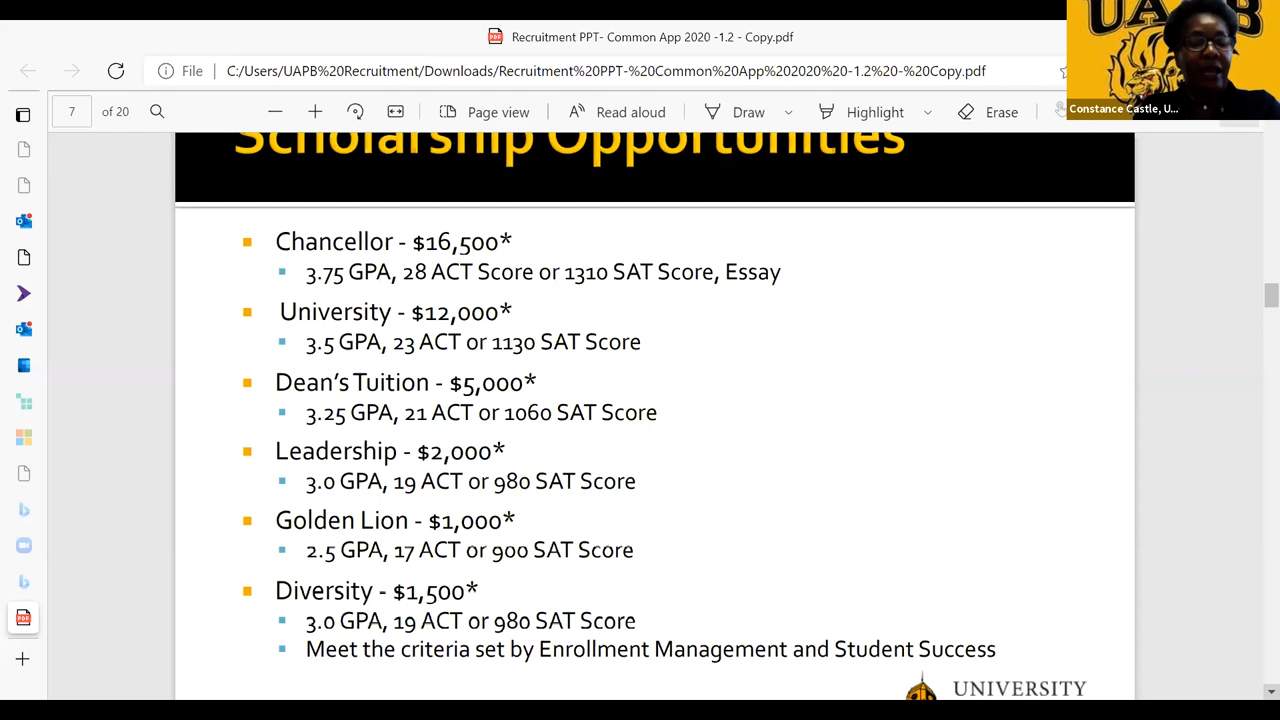 Recruitment PPT- Common App 2020 -1.2 - Copy.pdf
File
C:/Users/UAPB%20Recruitment/Downloads/Recruitment%20PPT-%20Common%20App%202020%20-1.2%20-%20Copy.pdf
7 of 20
Page view
Read aloud
Draw
Highlight
Erase
UAPB
Constance Castle, U...
Scholarship Opportunities
Chancellor - $16,500*
3.75 GPA, 28 ACT Score or 1310 SAT Score, Essay
University - $12,000*
3.5 GPA, 23 ACT or 1130 SAT Score
Dean's Tuition - $5,000*
3.25 GPA, 21 ACT or 1060 SAT Score
Leadership - $2,000*
3.0 GPA, 19 ACT or 980 SAT Score
Golden Lion - $1,000*
2.5 GPA, 17 ACT or 900 SAT Score
Diversity - $1,500*
3.0 GPA, 19 ACT or 980 SAT Score
Meet the criteria set by Enrollment Management and Student Success
UNIVERSITY